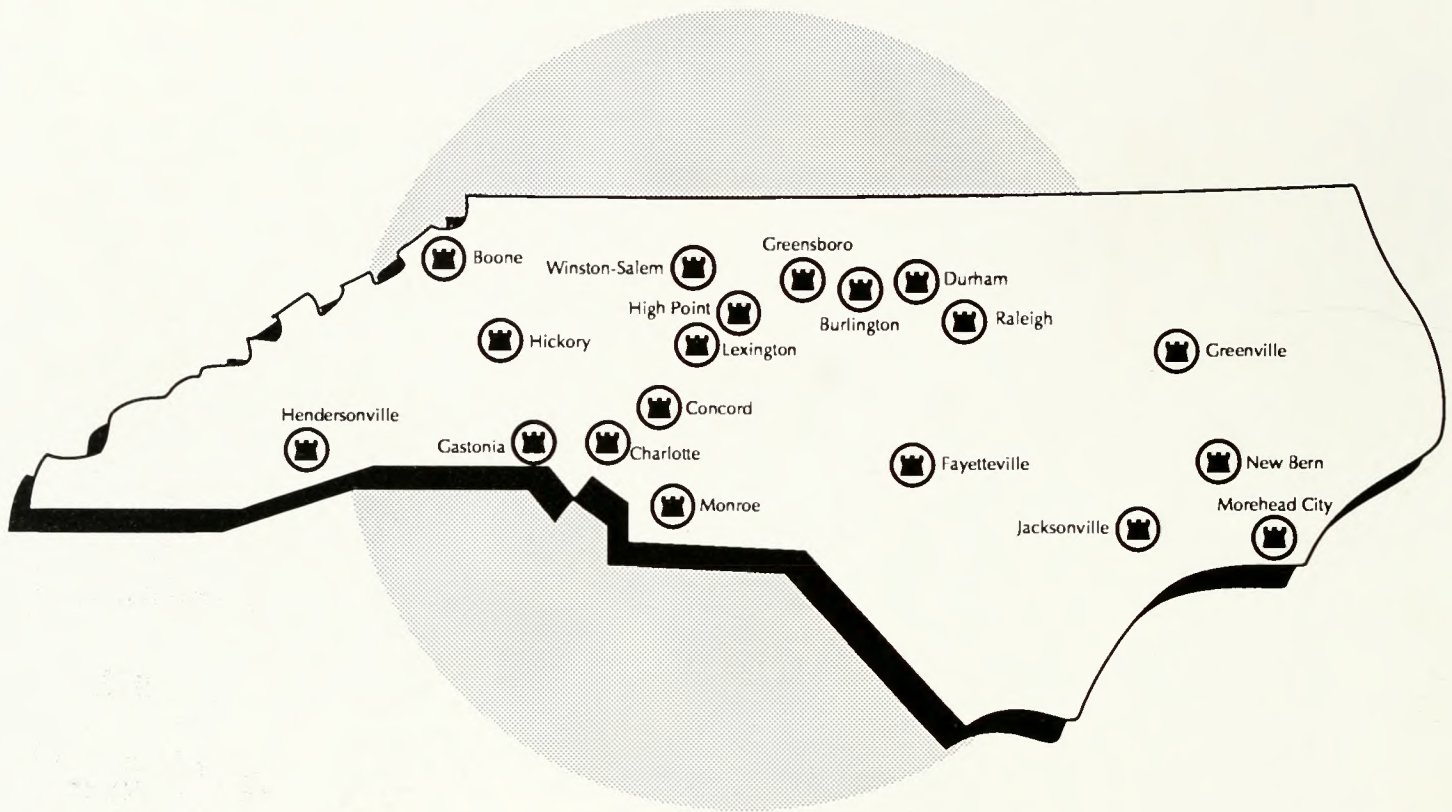 Greensboro
Boone
Winston-Salem
Durham
High Point
Burlington
Raleigh
Hickory
Lexington
Greenville
Concord
Hendersonville
Gastonia
Charlotte
Fayetteville
New Bern
Monroe
Morehead City
Jacksonville